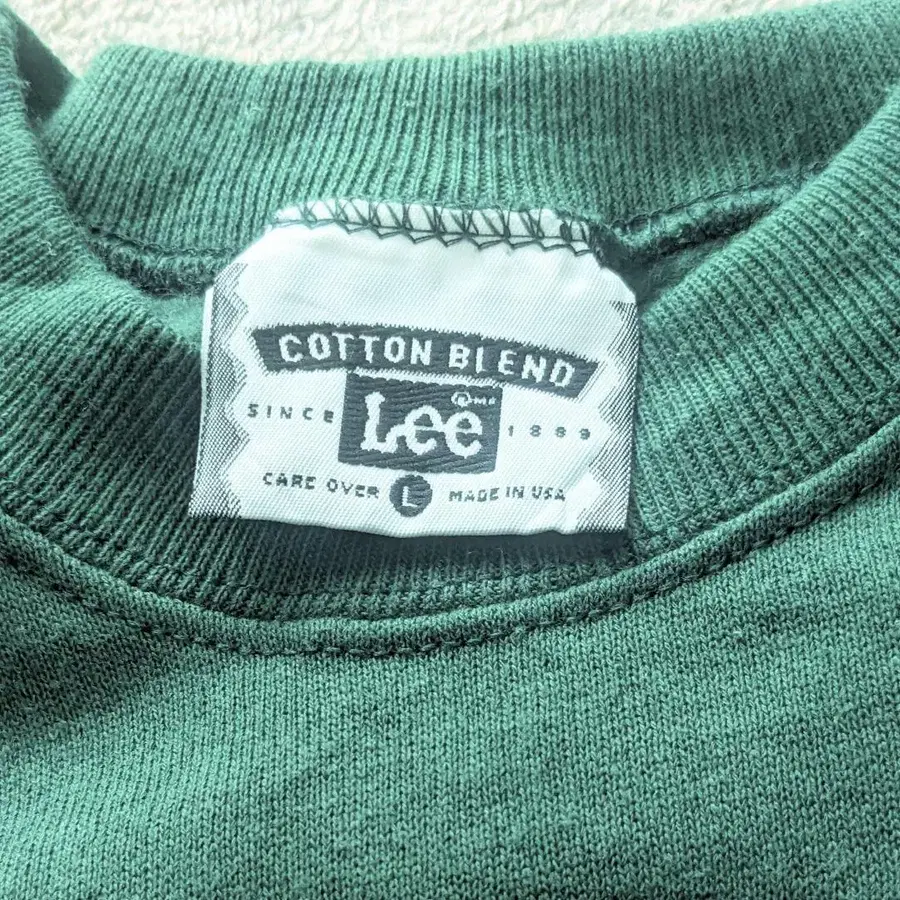 COTTON BLEND
SINCE Lee ® 1889
CARE OVER L MADE IN USA